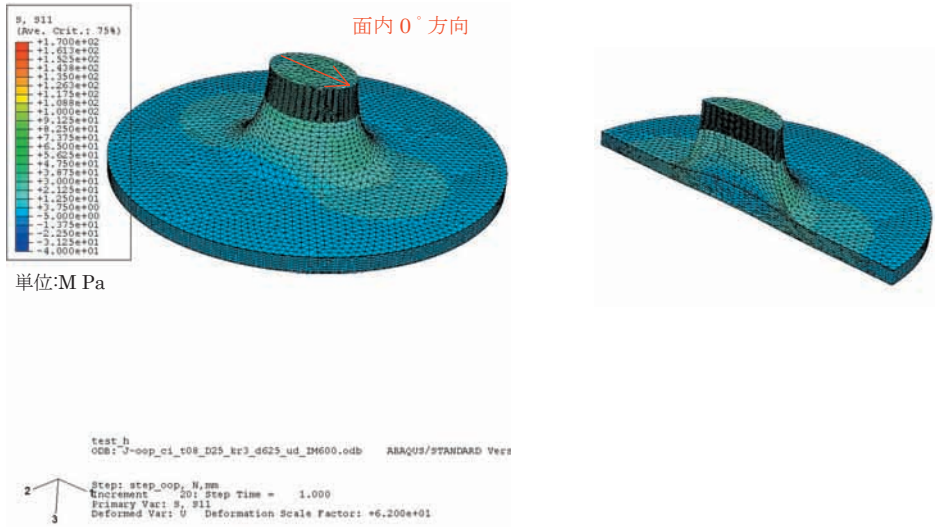 S, S11
(Ave. Crit.: 75%)
+1.700e+02
+1.613e+02
+1.525e+02
+1.438e+02
+1.350e+02
+1.263e+02
+1.175e+02
+1.088e+02
+1.000e+02
+9.125e+01
+8.250e+01
+7.375e+01
+6.500e+01
+5.625e+01
+4.750e+01
+3.875e+01
+3.000e+01
+2.125e+01
+1.250e+01
+3.750e+00
-5.000e+00
-1.375e+01
-2.250e+01
-3.125e+01
-4.000e+01
面内 0°方向
単位:M Pa
test_h
ODB: J-oop_ci_t08_D25_kr3_d625_ud_IM600.odb ABAQUS/STANDARD Vers
Step: step_oop, N,mm
Increment 20: Step Time = 1.000
Primary Var: S, S11
Deformed Var: U Deformation Scale Factor: +6.200e+01
2
1
3